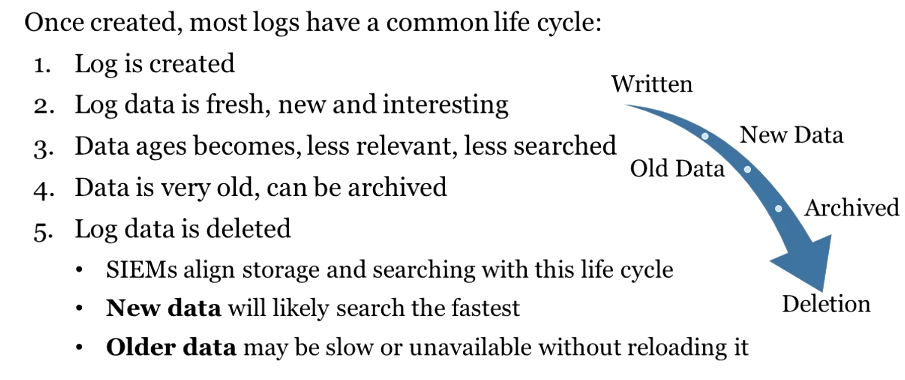 Once created, most logs have a common life cycle:
1. Log is created
2. Log data is fresh, new and interesting
3. Data ages becomes, less relevant, less searched
4. Data is very old, can be archived
5. Log data is deleted
• SIEMs align storage and searching with this life cycle
• New data will likely search the fastest
• Older data may be slow or unavailable without reloading it
Written
New Data
Old Data
Archived
Deletion